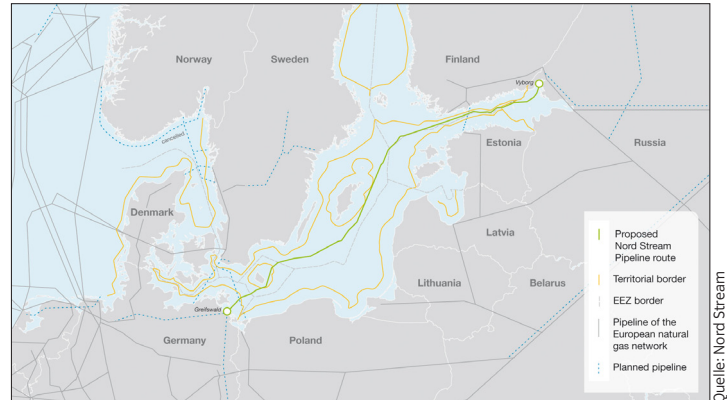 Norway
Sweden
Finland
Vyborg
cancelled
Estonia
Russia
Denmark
Latvia
Lithuania
Belarus
Greifswald
Germany
Poland
Proposed
Nord Stream
Pipeline route
Territorial border
EEZ border
Pipeline of the
European natural
gas network
Planned pipeline
Quelle: Nord Stream